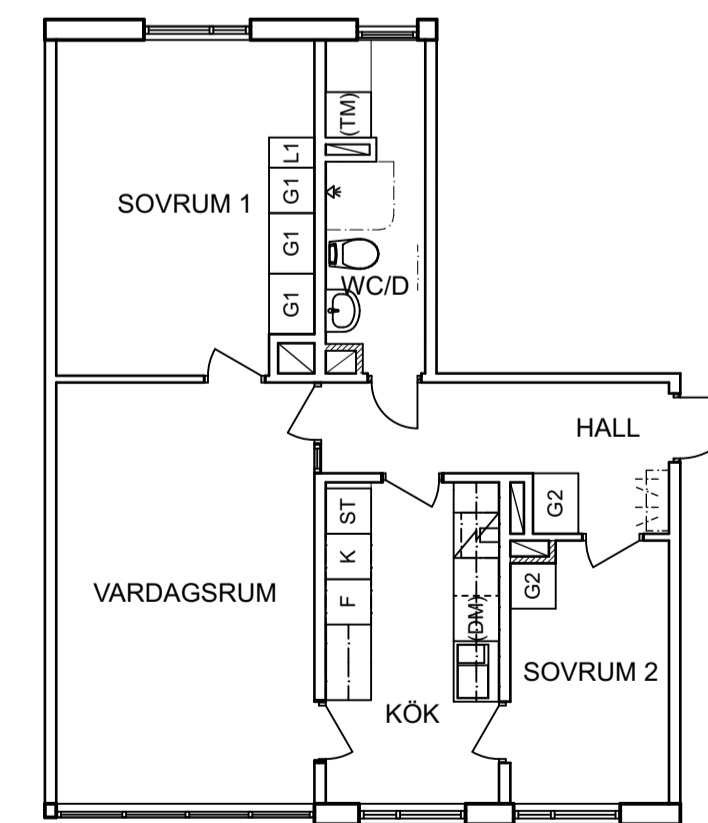 (TM)
L1
G1
SOVRUM 1
G1
G1
WC/D
HALL
G2
ST
K
F
G2
VARDAGSRUM
(DM)
SOVRUM 2
KÖK